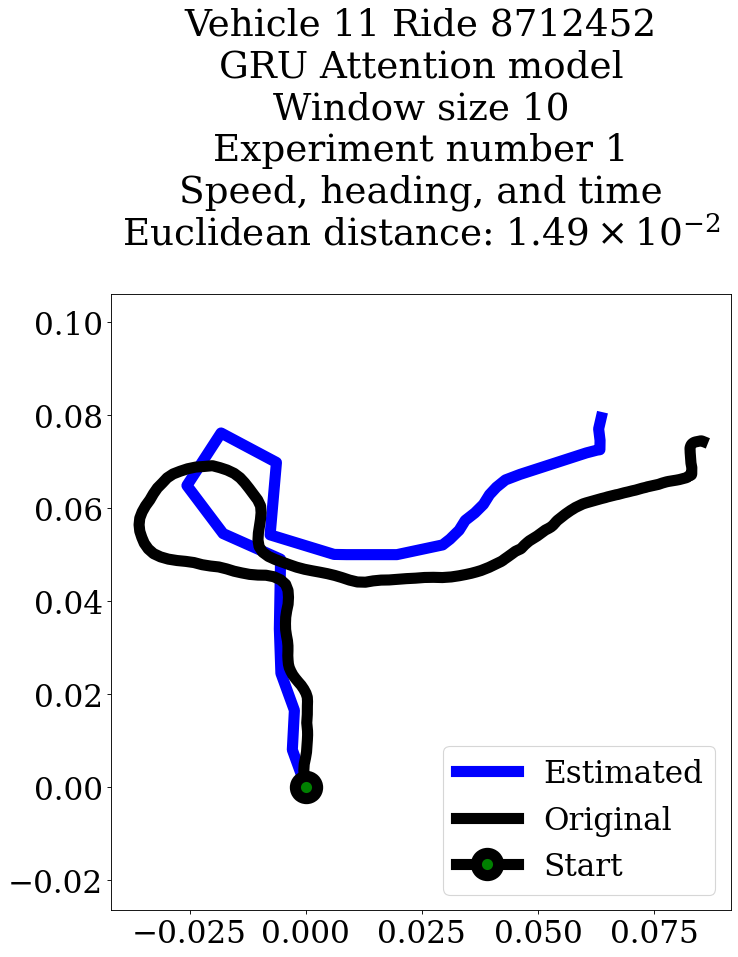 Vehicle 11 Ride 8712452
GRU Attention model
Window size 10
Experiment number 1
Speed, heading, and time
Euclidean distance: 1.49 × 10⁻²
0.10
0.08
0.06
0.04
0.02
0.00
−0.02
−0.025 0.000 0.025 0.050 0.075
Estimated
Original
Start